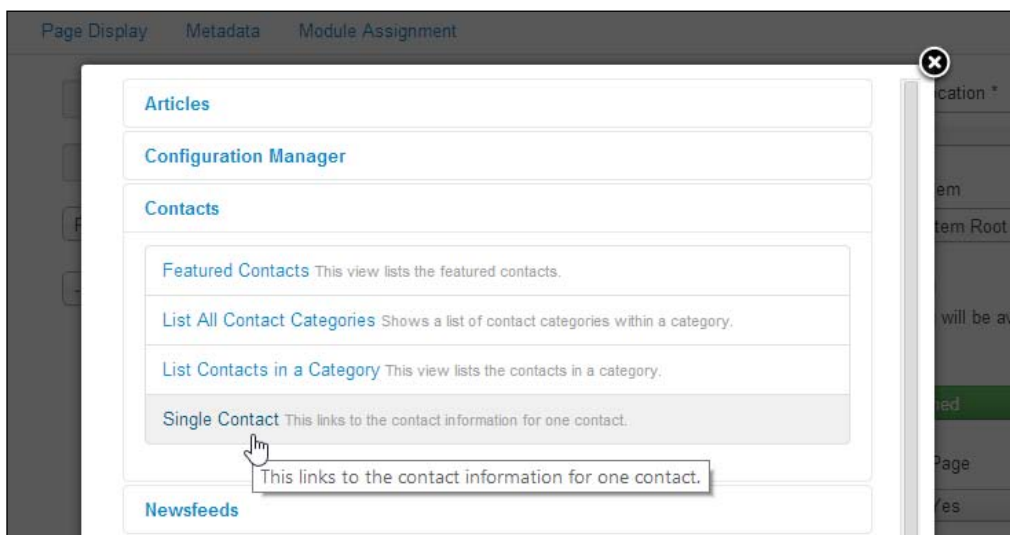 Page Display Metadata Module Assignment
Articles
cation *
Configuration Manager
em
Contacts
tem Root
Featured Contacts This view lists the featured contacts.
List All Contact Categories Shows a list of contact categories within a category.
will be av
List Contacts in a Category This view lists the contacts in a category.
ned
Single Contact This links to the contact information for one contact.
This links to the contact information for one contact.
Page
Newsfeeds
Yes